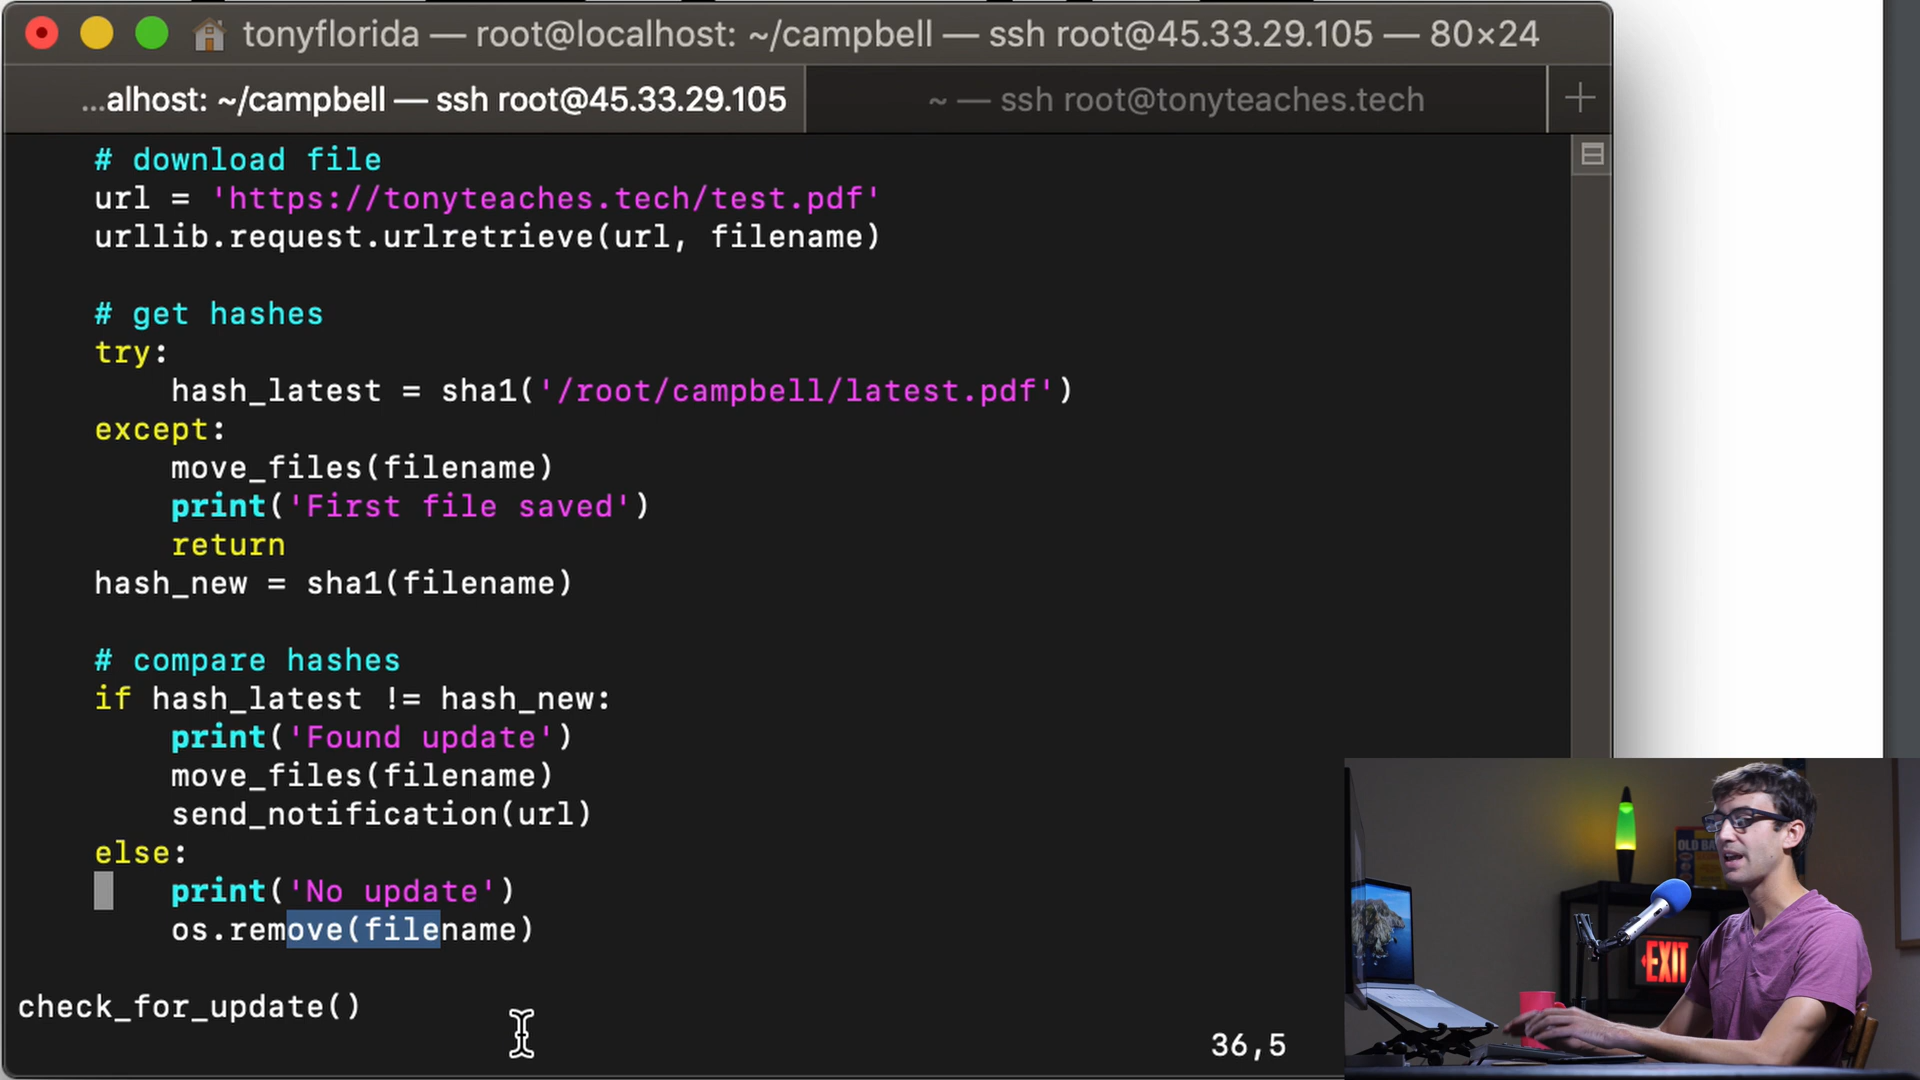 tonyflorida — root@localhost: ~/campbell — ssh root@45.33.29.105 — 80×24
...alhost: ~/campbell — ssh root@45.33.29.105
~ — ssh root@tonyteaches.tech
# download file
url = 'https://tonyteaches.tech/test.pdf'
urllib.request.urlretrieve(url, filename)
# get hashes
try:
hash_latest = sha1('/root/campbell/latest.pdf')
except:
move_files(filename)
print('First file saved')
return
hash_new = sha1(filename)
# compare hashes
if hash_latest != hash_new:
print('Found update')
move_files(filename)
send_notification(url)
else:
print('No update')
os.remove(filename)
check_for_update()
36,5
OLD
EXIT